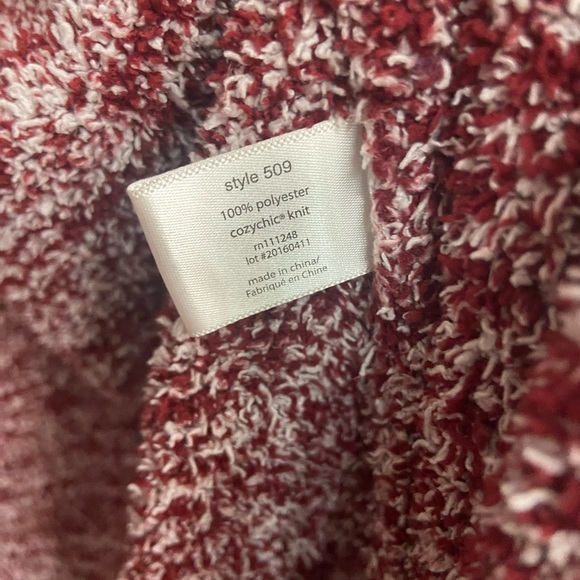 style 509
100% polyester
cozychic® knit
rn111248
lot #20160411
made in china/
Fabriqué en Chine